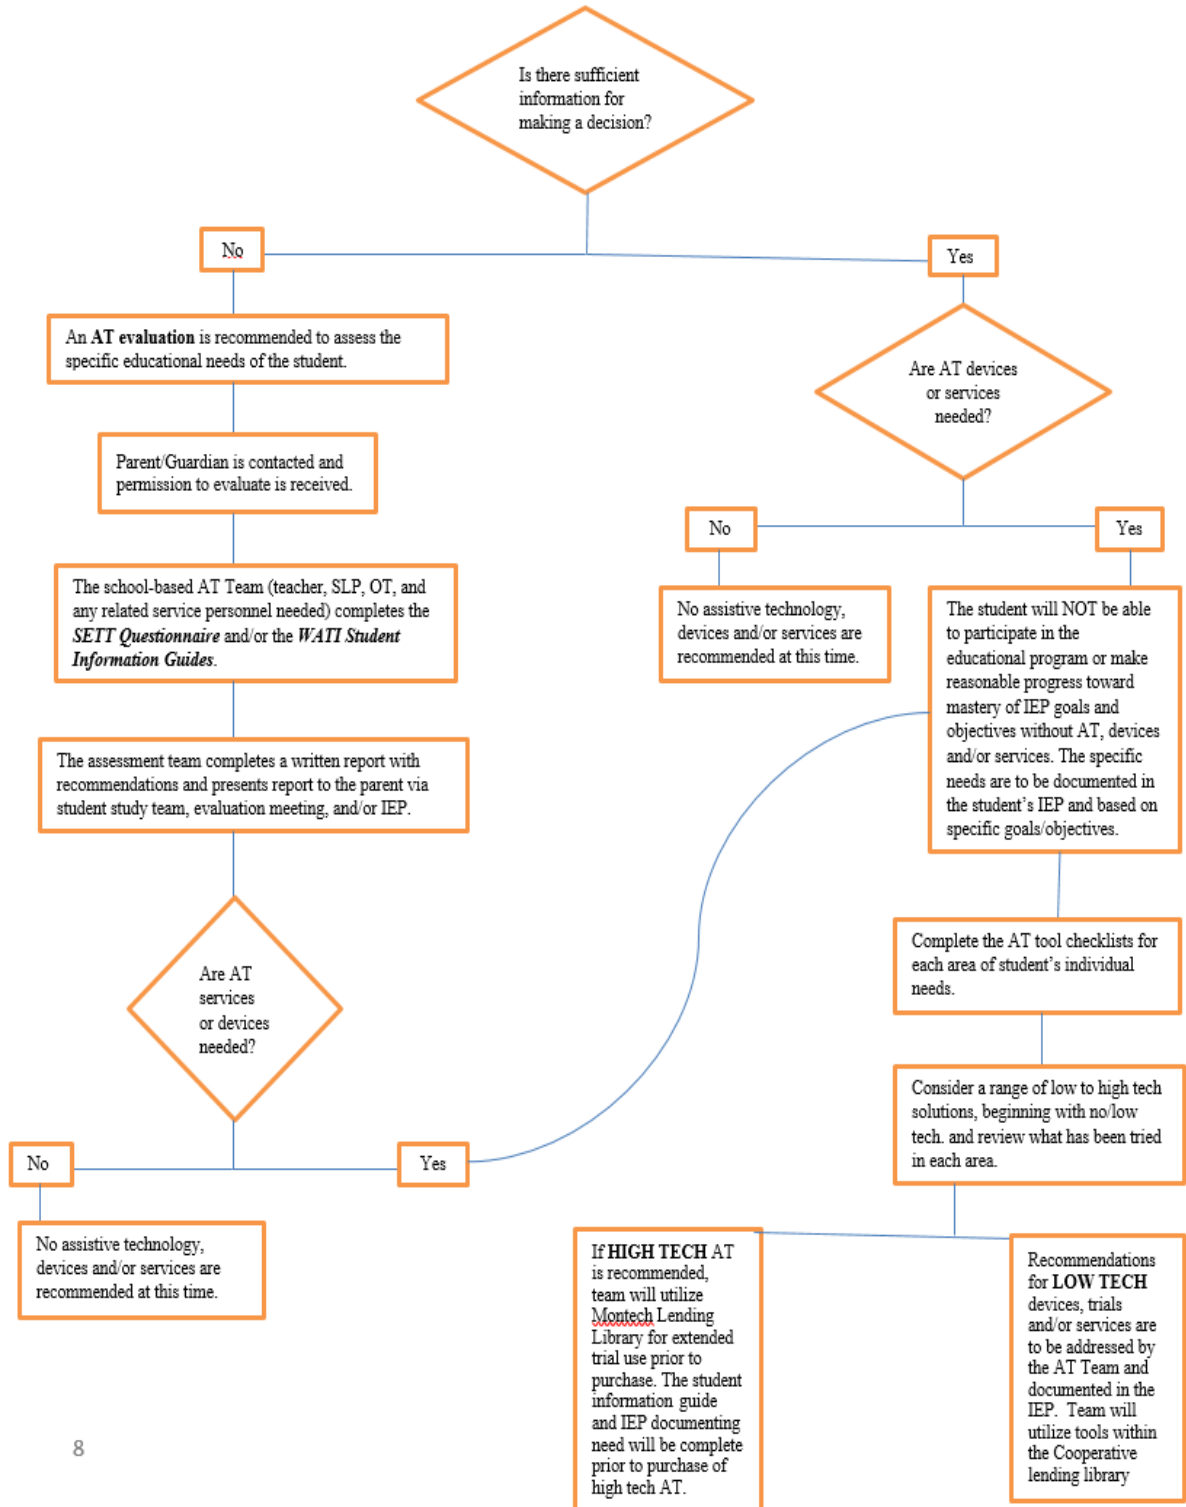 Is there sufficient
information for
making a decision?
No
Yes
An AT evaluation is recommended to assess the
specific educational needs of the student.
Are AT devices
or services
needed?
Parent/Guardian is contacted and
permission to evaluate is received.
No
Yes
The school-based AT Team (teacher, SLP, OT, and
any related service personnel needed) completes the
SETT Questionnaire and/or the WATI Student
Information Guides.
No assistive technology,
devices and/or services are
recommended at this time.
The student will NOT be able
to participate in the
educational program or make
reasonable progress toward
mastery of IEP goals and
objectives without AT, devices
and/or services. The specific
needs are to be documented in
the student’s IEP and based on
specific goals/objectives.
The assessment team completes a written report with
recommendations and presents report to the parent via
student study team, evaluation meeting, and/or IEP.
Are AT
services
or devices
needed?
Complete the AT tool checklists for
each area of student’s individual
needs.
Consider a range of low to high tech
solutions, beginning with no/low
tech. and review what has been tried
in each area.
No
Yes
No assistive technology,
devices and/or services are
recommended at this time.
If HIGH TECH AT
is recommended,
team will utilize
Montech Lending
Library for extended
trial use prior to
purchase. The student
information guide
and IEP documenting
need will be complete
prior to purchase of
high tech AT.
Recommendations
for LOW TECH
devices, trials
and/or services are
to be addressed by
the AT Team and
documented in the
IEP. Team will
utilize tools within
the Cooperative
lending library
8